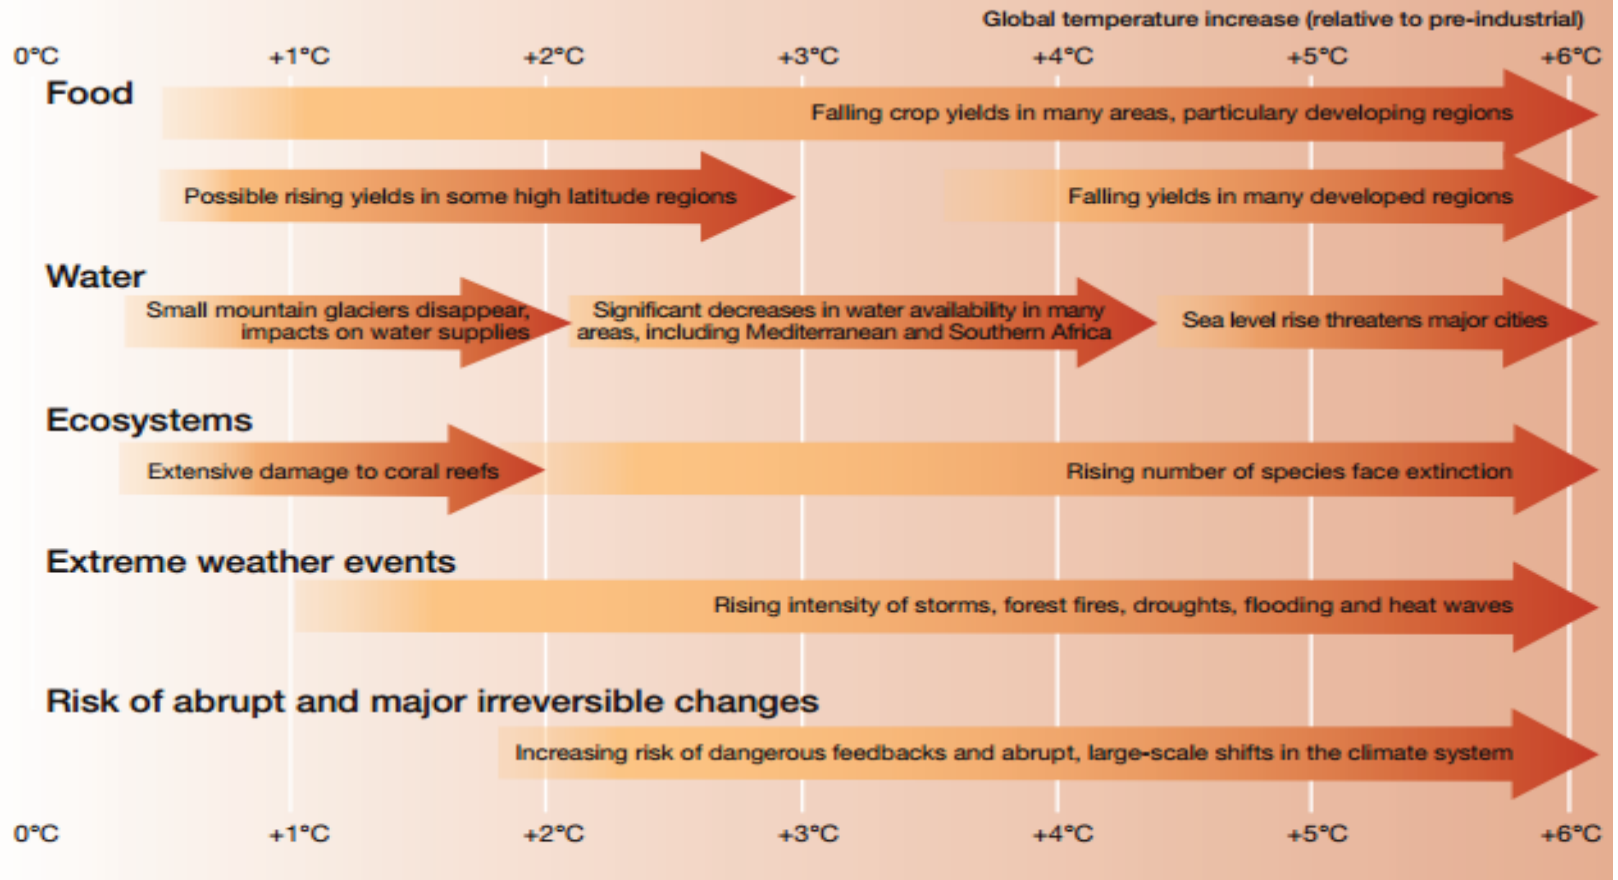 Global temperature increase (relative to pre-industrial)
0°C +1°C +2°C +3°C +4°C +5°C +6°C
Food
Falling crop yields in many areas, particulary developing regions
Possible rising yields in some high latitude regions
Falling yields in many developed regions
Water
Small mountain glaciers disappear,
impacts on water supplies
Significant decreases in water availability in many
areas, including Mediterranean and Southern Africa
Sea level rise threatens major cities
Ecosystems
Extensive damage to coral reefs
Rising number of species face extinction
Extreme weather events
Rising intensity of storms, forest fires, droughts, flooding and heat waves
Risk of abrupt and major irreversible changes
Increasing risk of dangerous feedbacks and abrupt, large-scale shifts in the climate system
0°C +1°C +2°C +3°C +4°C +5°C +6°C